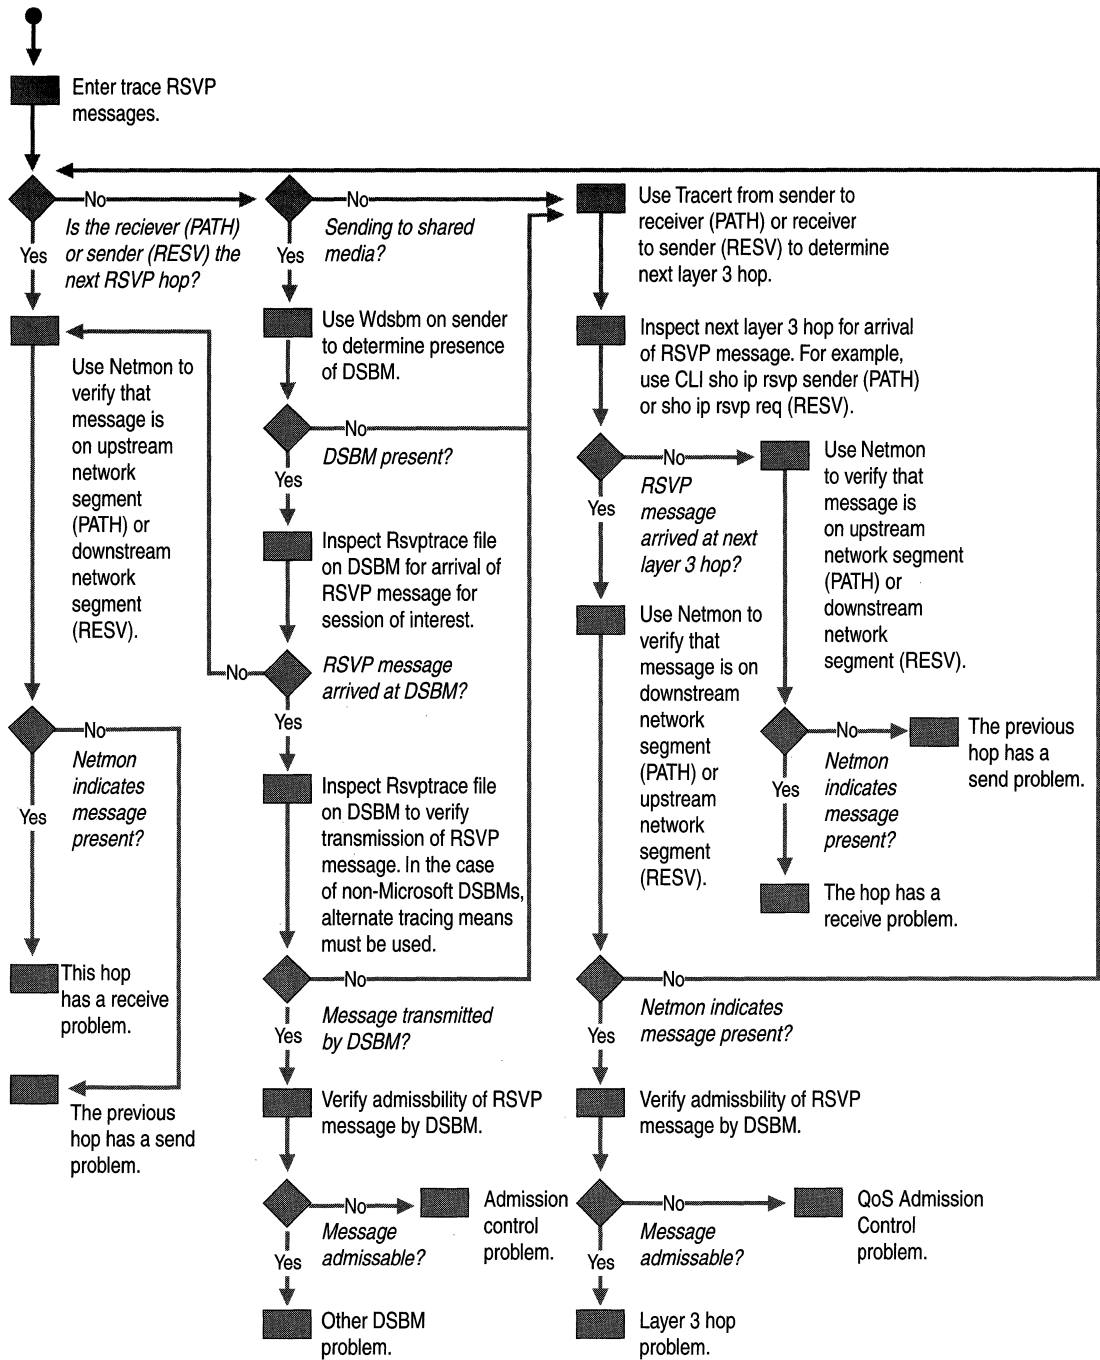 Enter trace RSVP
messages.
No
Is the reciever (PATH)
or sender (RESV) the
next RSVP hop?
Yes
No
Sending to shared
media?
Yes
Use Tracert from sender to
receiver (PATH) or receiver
to sender (RESV) to determine
next layer 3 hop.
Use Netmon to
verify that
message is
on upstream
network
segment
(PATH) or
downstream
network
segment
(RESV).
Use Wdsbm on sender
to determine presence
of DSBM.
No
DSBM present?
Yes
Inspect Rsvptrace file
on DSBM for arrival of
RSVP message for
session of interest.
No
RSVP message
arrived at DSBM?
Yes
Inspect Rsvptrace file
on DSBM to verify
transmission of RSVP
message. In the case
of non-Microsoft DSBMs,
alternate tracing means
must be used.
No
Message transmitted
by DSBM?
Yes
Verify admissbility of RSVP
message by DSBM.
No
Message
admissable?
Yes
Admission
control
problem.
Other DSBM
problem.
No
Netmon
indicates
message
present?
Yes
This hop
has a receive
problem.
The previous
hop has a send
problem.
Inspect next layer 3 hop for arrival
of RSVP message. For example,
use CLI sho ip rsvp sender (PATH)
or sho ip rsvp req (RESV).
No
RSVP
message
arrived at next
layer 3 hop?
Yes
Use Netmon
to verify that
message is
on upstream
network segment
(PATH) or
downstream
network
segment (RESV).
No
Netmon
indicates
message
present?
Yes
The previous
hop has a
send problem.
The hop has a
receive problem.
Use Netmon to
verify that
message is on
downstream
network
segment
(PATH) or
upstream
network
segment
(RESV).
No
Netmon indicates
message present?
Yes
Verify admissbility of RSVP
message by DSBM.
No
Message
admissable?
Yes
QoS Admission
Control
problem.
Layer 3 hop
problem.